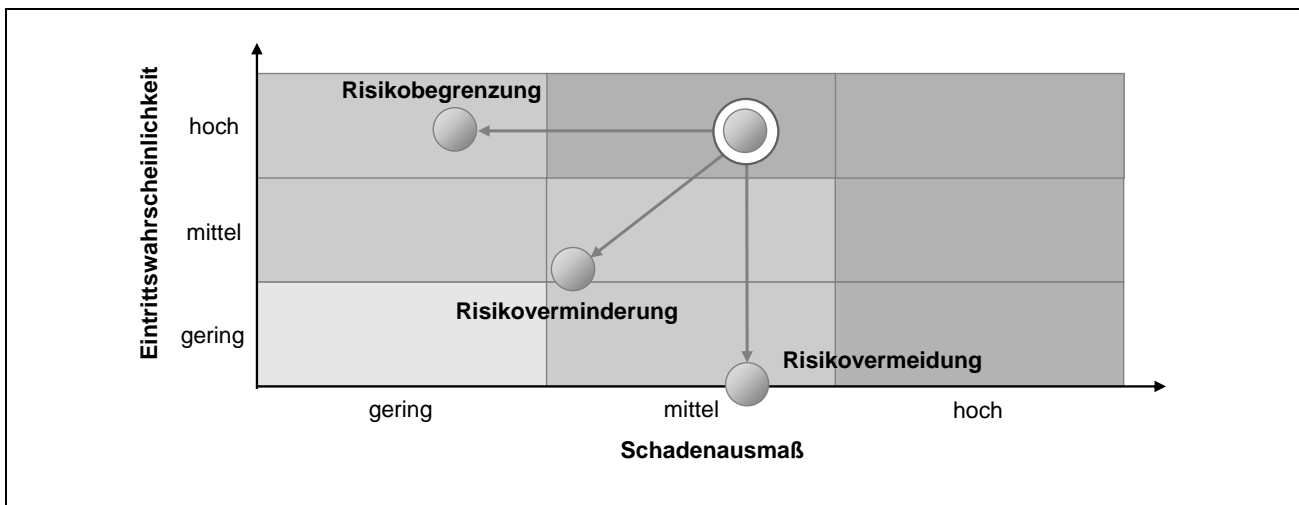 Eintrittswahrscheinlichkeit
Risikobegrenzung
hoch
mittel
Risikoverminderung
gering
Risikovermeidung
gering
mittel
hoch
Schadenausmaß